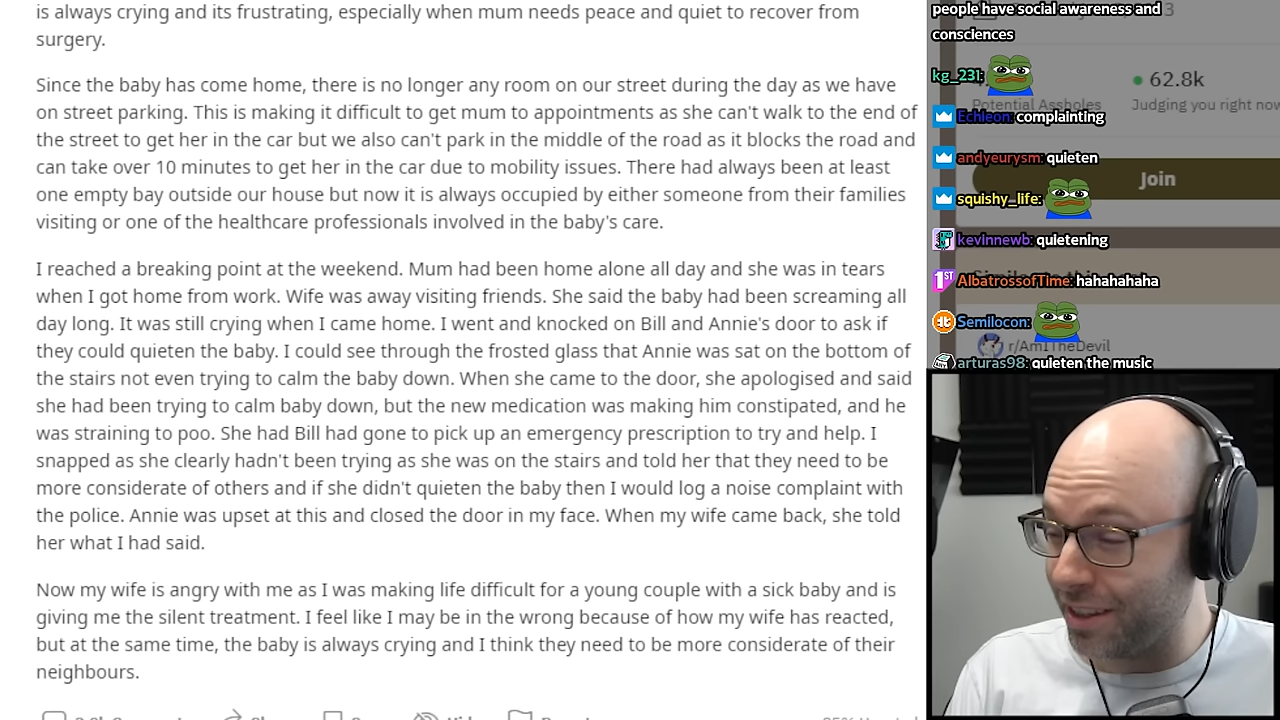 is always crying and its frustrating, especially when mum needs peace and quiet to recover from
surgery.
Since the baby has come home, there is no longer any room on our street during the day as we have
on street parking. This is making it difficult to get mum to appointments as she can't walk to the end of
the street to get her in the car but we also can't park in the middle of the road as it blocks the road and
can take over 10 minutes to get her in the car due to mobility issues. There had always been at least
one empty bay outside our house but now it is always occupied by either someone from their families
visiting or one of the healthcare professionals involved in the baby's care.
I reached a breaking point at the weekend. Mum had been home alone all day and she was in tears
when I got home from work. Wife was away visiting friends. She said the baby had been screaming all
day long. It was still crying when I came home. I went and knocked on Bill and Annie's door to ask if
they could quieten the baby. I could see through the frosted glass that Annie was sat on the bottom of
the stairs not even trying to calm the baby down. When she came to the door, she apologised and said
she had been trying to calm baby down, but the new medication was making him constipated, and he
was straining to poo. She had Bill had gone to pick up an emergency prescription to try and help. I
snapped as she clearly hadn't been trying as she was on the stairs and told her that they need to be
more considerate of others and if she didn't quieten the baby then I would log a noise complaint with
the police. Annie was upset at this and closed the door in my face. When my wife came back, she told
her what I had said.
Now my wife is angry with me as I was making life difficult for a young couple with a sick baby and is
giving me the silent treatment. I feel like I may be in the wrong because of how my wife has reacted,
but at the same time, the baby is always crying and I think they need to be more considerate of their
neighbours.
people have social awareness and
consciences
kg_231:
62.8k
Potential Assholes
Judging you right now
Echleon: complainting
andyeurysm: quieten
Join
squishy_life:
kevinnewb: quietening
AlbatrossofTime: hahahahaha
Semilocon:
r/AmITheDevil
arturas98: quieten the music